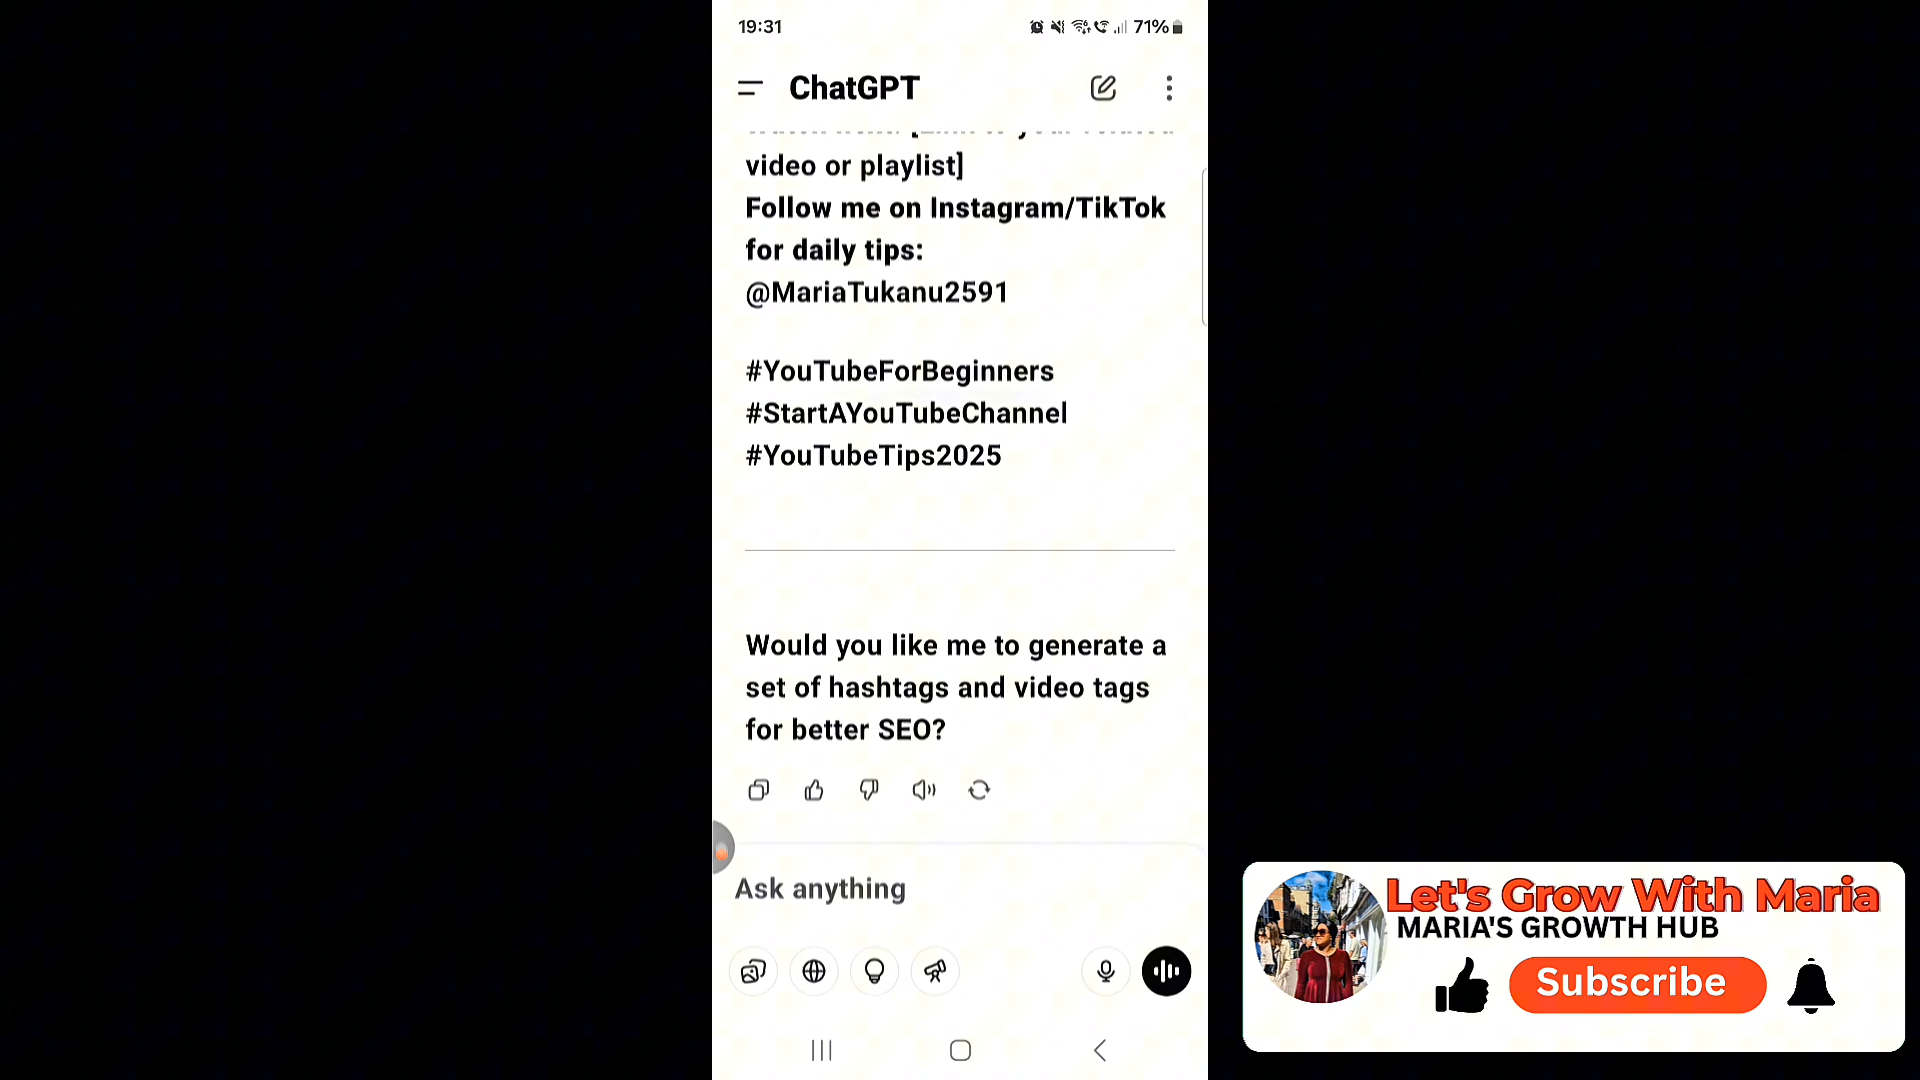 19:31
71%
ChatGPT
video or playlist]
Follow me on Instagram/TikTok
for daily tips:
@MariaTukanu2591
#YouTubeForBeginners
#StartAYouTubeChannel
#YouTubeTips2025
Would you like me to generate a
set of hashtags and video tags
for better SEO?
Ask anything
Let's Grow With Maria
MARIA'S GROWTH HUB
Subscribe